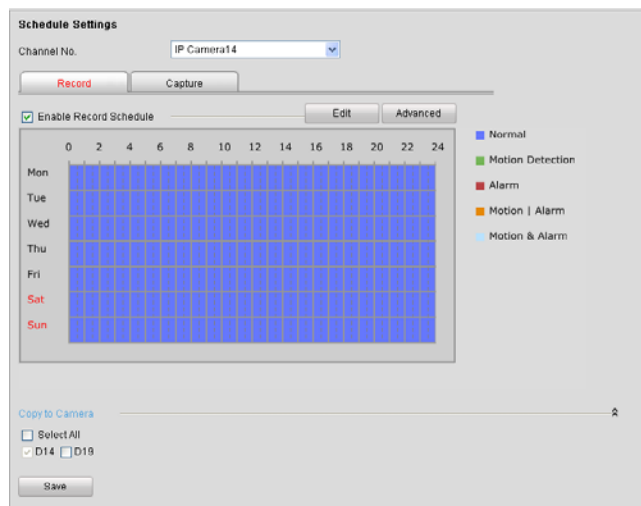 Schedule Settings
Channel No. IP Camera14
Record Capture
Enable Record Schedule Edit Advanced
0 2 4 6 8 10 12 14 16 18 20 22 24
Mon
Tue
Wed
Thu
Fri
Sat
Sun
Normal
Motion Detection
Alarm
Motion | Alarm
Motion & Alarm
Copy to Camera
Select All
D14 D19
Save